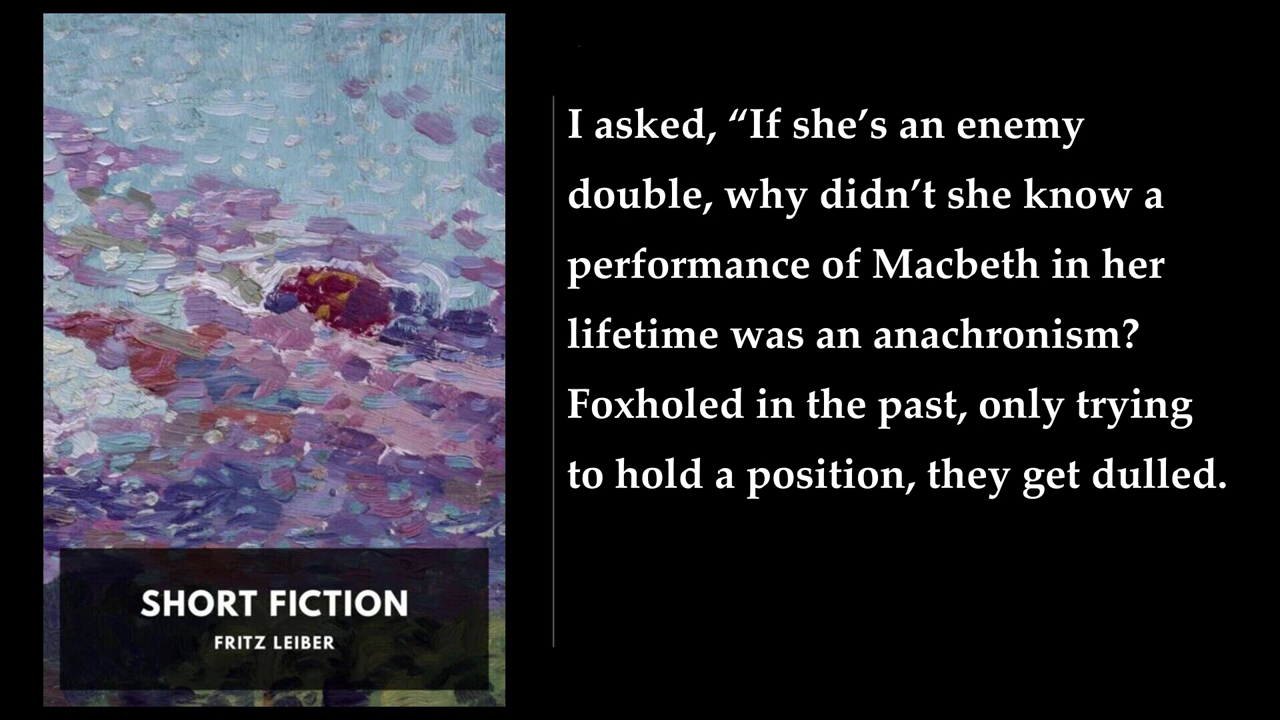 SHORT FICTION
FRITZ LEIBER
I asked, “If she’s an enemy
double, why didn’t she know a
performance of Macbeth in her
lifetime was an anachronism?
Foxholed in the past, only trying
to hold a position, they get dulled.